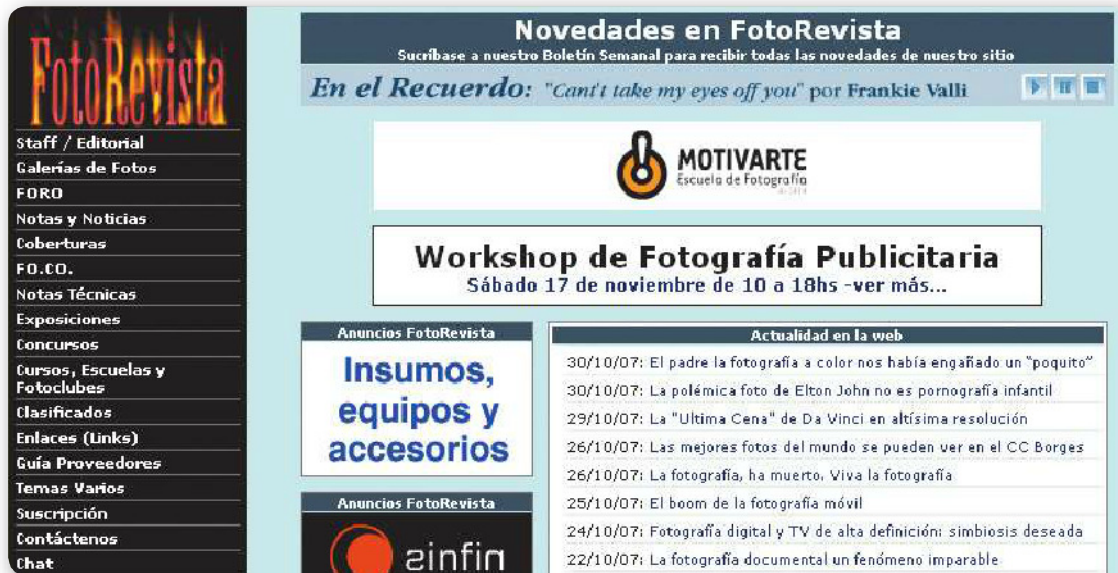 FotoRevista
Staff / Editorial
Galerías de Fotos
FORO
Notas y Noticias
Coberturas
FO.CO.
Notas Técnicas
Exposiciones
Concursos
Cursos, Escuelas y
Fotoclubes
Clasificados
Enlaces (Links)
Guía Proveedores
Temas Varios
Suscripción
Contáctenos
Chat
Novedades en FotoRevista
Sucríbase a nuestro Boletín Semanal para recibir todas las novedades de nuestro sitio
En el Recuerdo: "Cant't take my eyes off you" por Frankie Valli
MOTIVARTE
Escuela de Fotografía
Workshop de Fotografía Publicitaria
Sábado 17 de noviembre de 10 a 18hs -ver más...
Anuncios FotoRevista
Insumos,
equipos y
accesorios
Anuncios FotoRevista
sinfin
Actualidad en la web
30/10/07: El padre la fotografía a color nos había engañado un "poquito"
30/10/07: La polémica foto de Elton John no es pornografía infantil
29/10/07: La "Ultima Cena" de Da Vinci en altísima resolución
26/10/07: Las mejores fotos del mundo se pueden ver en el CC Borges
26/10/07: La fotografía, ha muerto. Viva la fotografía
25/10/07: El boom de la fotografía móvil
24/10/07: Fotografía digital y TV de alta definición: simbiosis deseada
22/10/07: La fotografía documental un fenómeno imparable